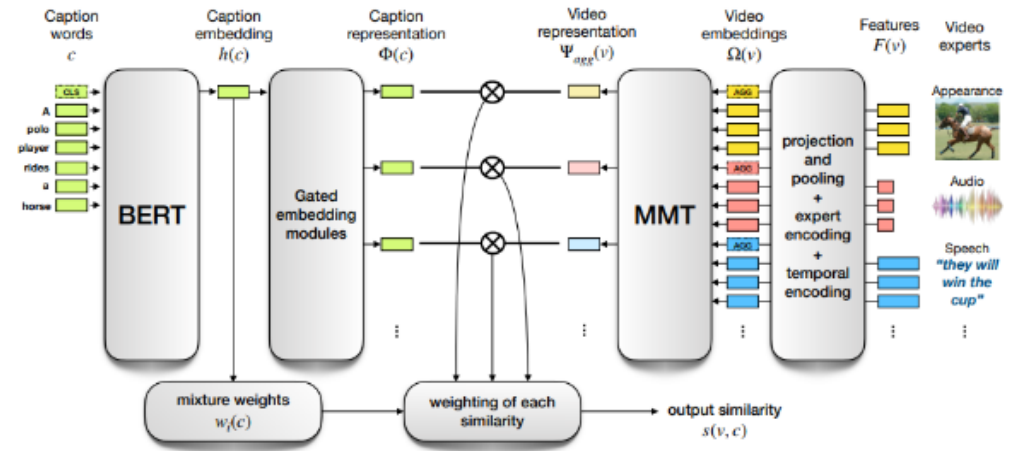 Caption
words
c
Caption
embedding
h(c)
Caption
representation
Φ(c)
Video
representation
Ψagg(v)
Video
embeddings
Ω(v)
Features
F(v)
Video
experts
CLS
A
polo
player
rides
a
horse
BERT
Gated
embedding
modules
MMT
AGG
AGG
AGG
projection
and
pooling
+
expert
encoding
+
temporal
encoding
Appearance
Audio
Speech
"they will
win the
cup"
mixture weights
wi(c)
weighting of each
similarity
output similarity
s(v, c)